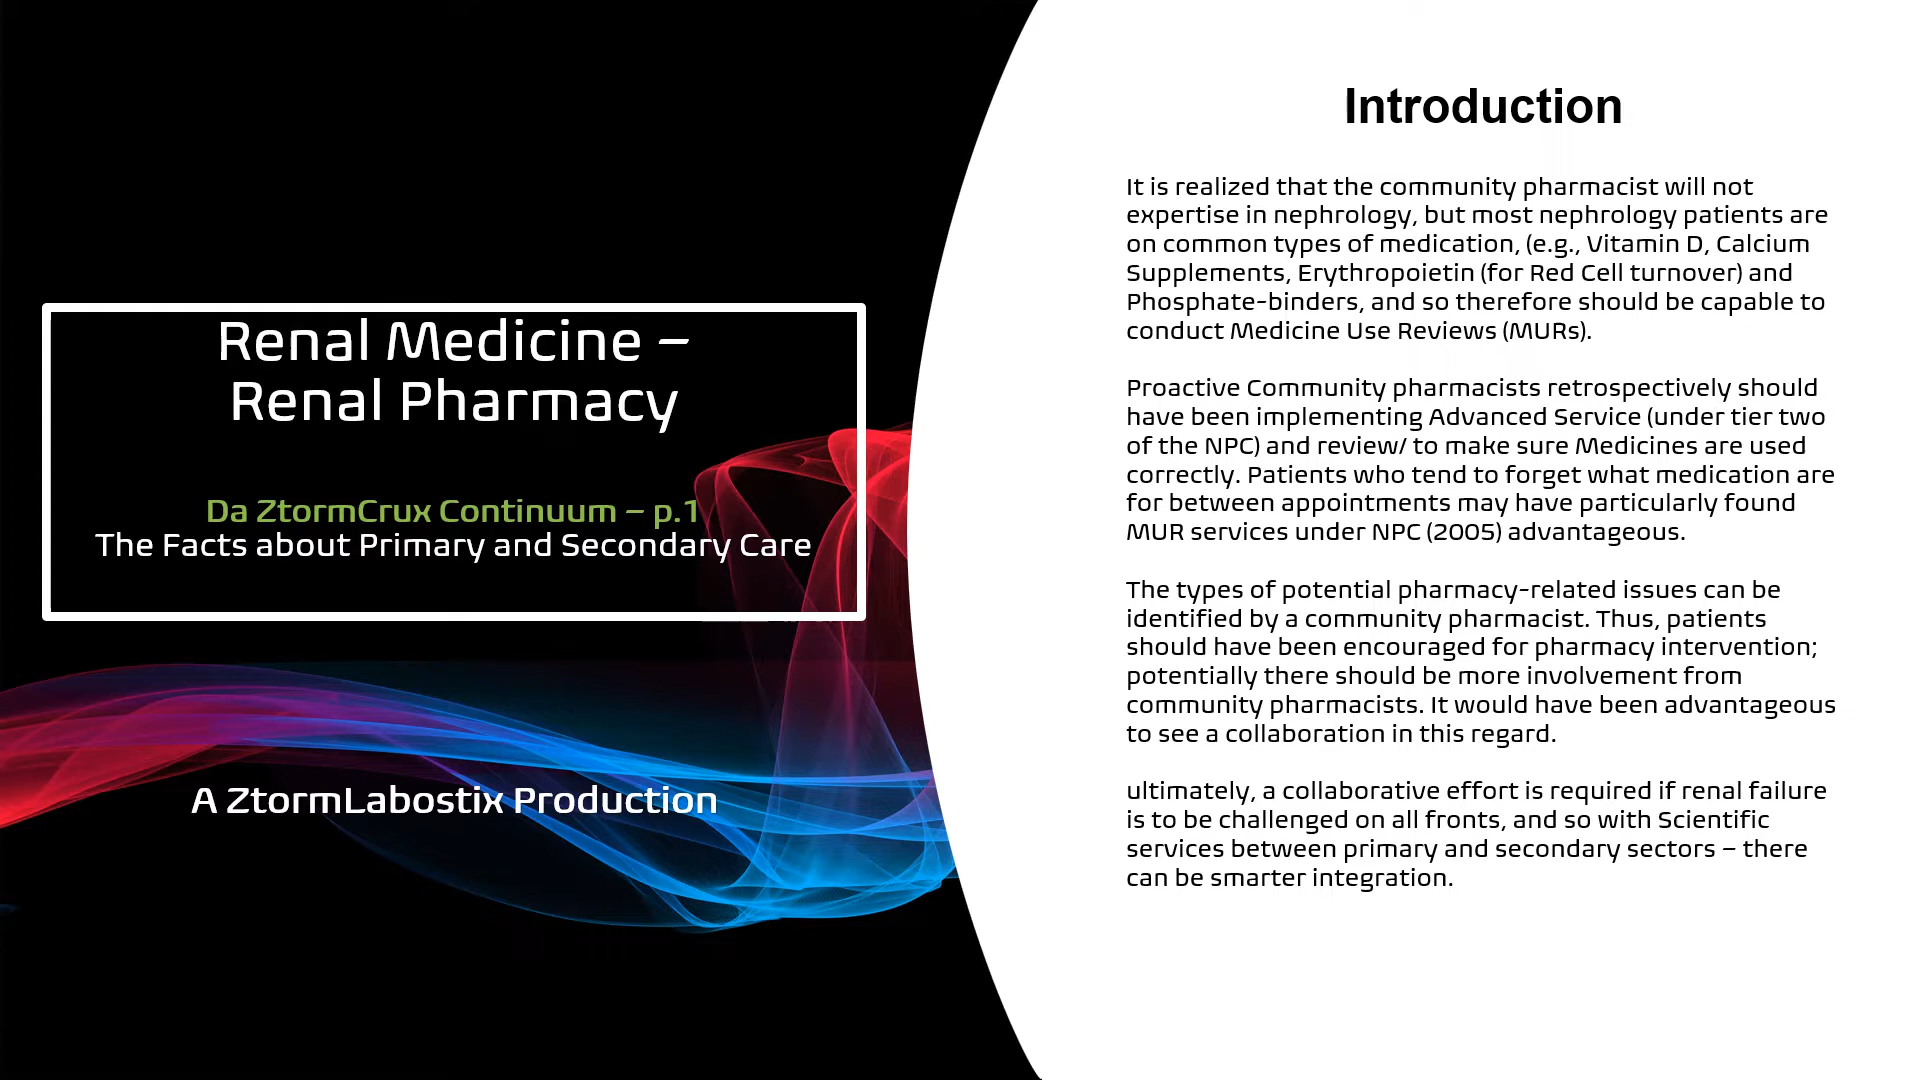 Renal Medicine –
Renal Pharmacy
Da ZtormCrux Continuum – p.1
The Facts about Primary and Secondary Care
A ZtormLabostix Production
Introduction
It is realized that the community pharmacist will not
expertise in nephrology, but most nephrology patients are
on common types of medication, (e.g., Vitamin D, Calcium
Supplements, Erythropoietin (for Red Cell turnover) and
Phosphate-binders, and so therefore should be capable to
conduct Medicine Use Reviews (MURs).
Proactive Community pharmacists retrospectively should
have been implementing Advanced Service (under tier two
of the NPC) and review/ to make sure Medicines are used
correctly. Patients who tend to forget what medication are
for between appointments may have particularly found
MUR services under NPC (2005) advantageous.
The types of potential pharmacy-related issues can be
identified by a community pharmacist. Thus, patients
should have been encouraged for pharmacy intervention;
potentially there should be more involvement from
community pharmacists. It would have been advantageous
to see a collaboration in this regard.
ultimately, a collaborative effort is required if renal failure
is to be challenged on all fronts, and so with Scientific
services between primary and secondary sectors – there
can be smarter integration.